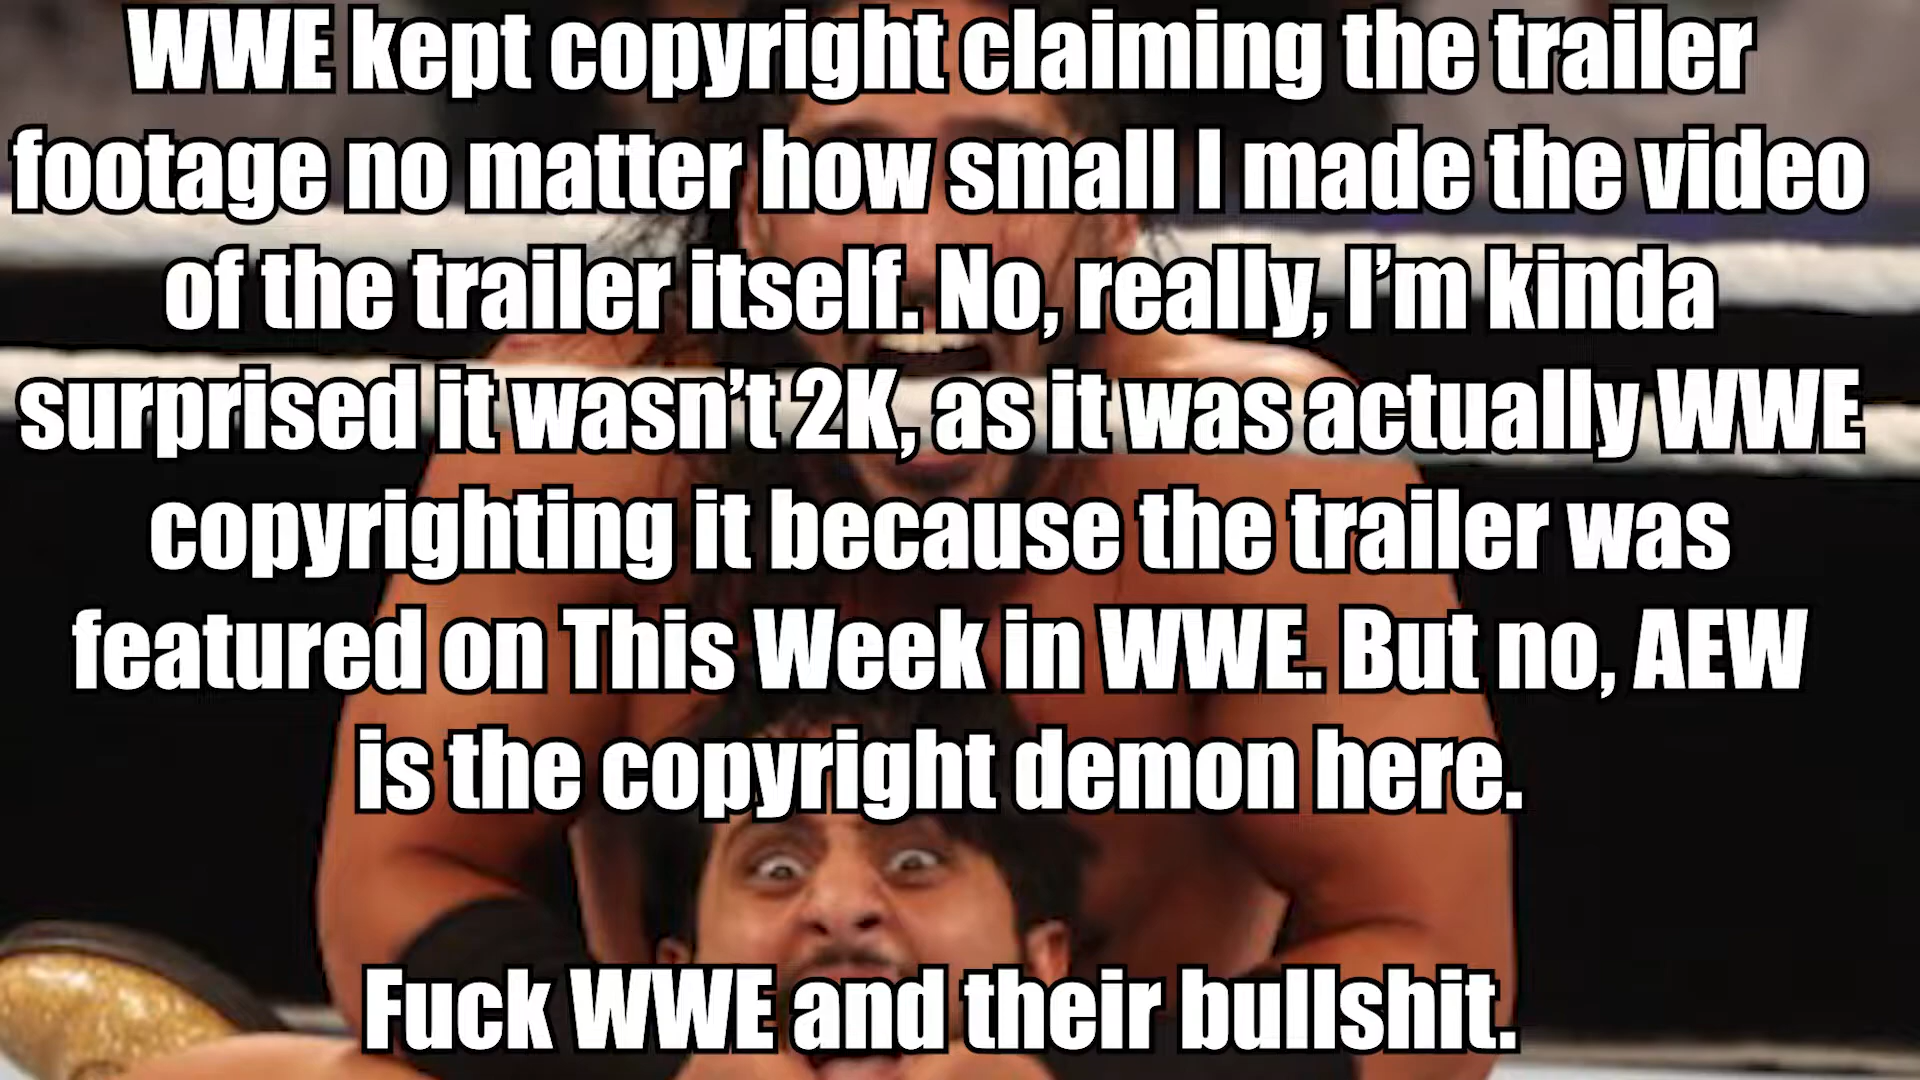 WWE kept copyright claiming the trailer
footage no matter how small I made the video
of the trailer itself. No, really, I’m kinda
surprised it wasn’t 2K, as it was actually WWE
copyrighting it because the trailer was
featured on This Week in WWE. But no, AEW
is the copyright demon here.
Fuck WWE and their bullshit.